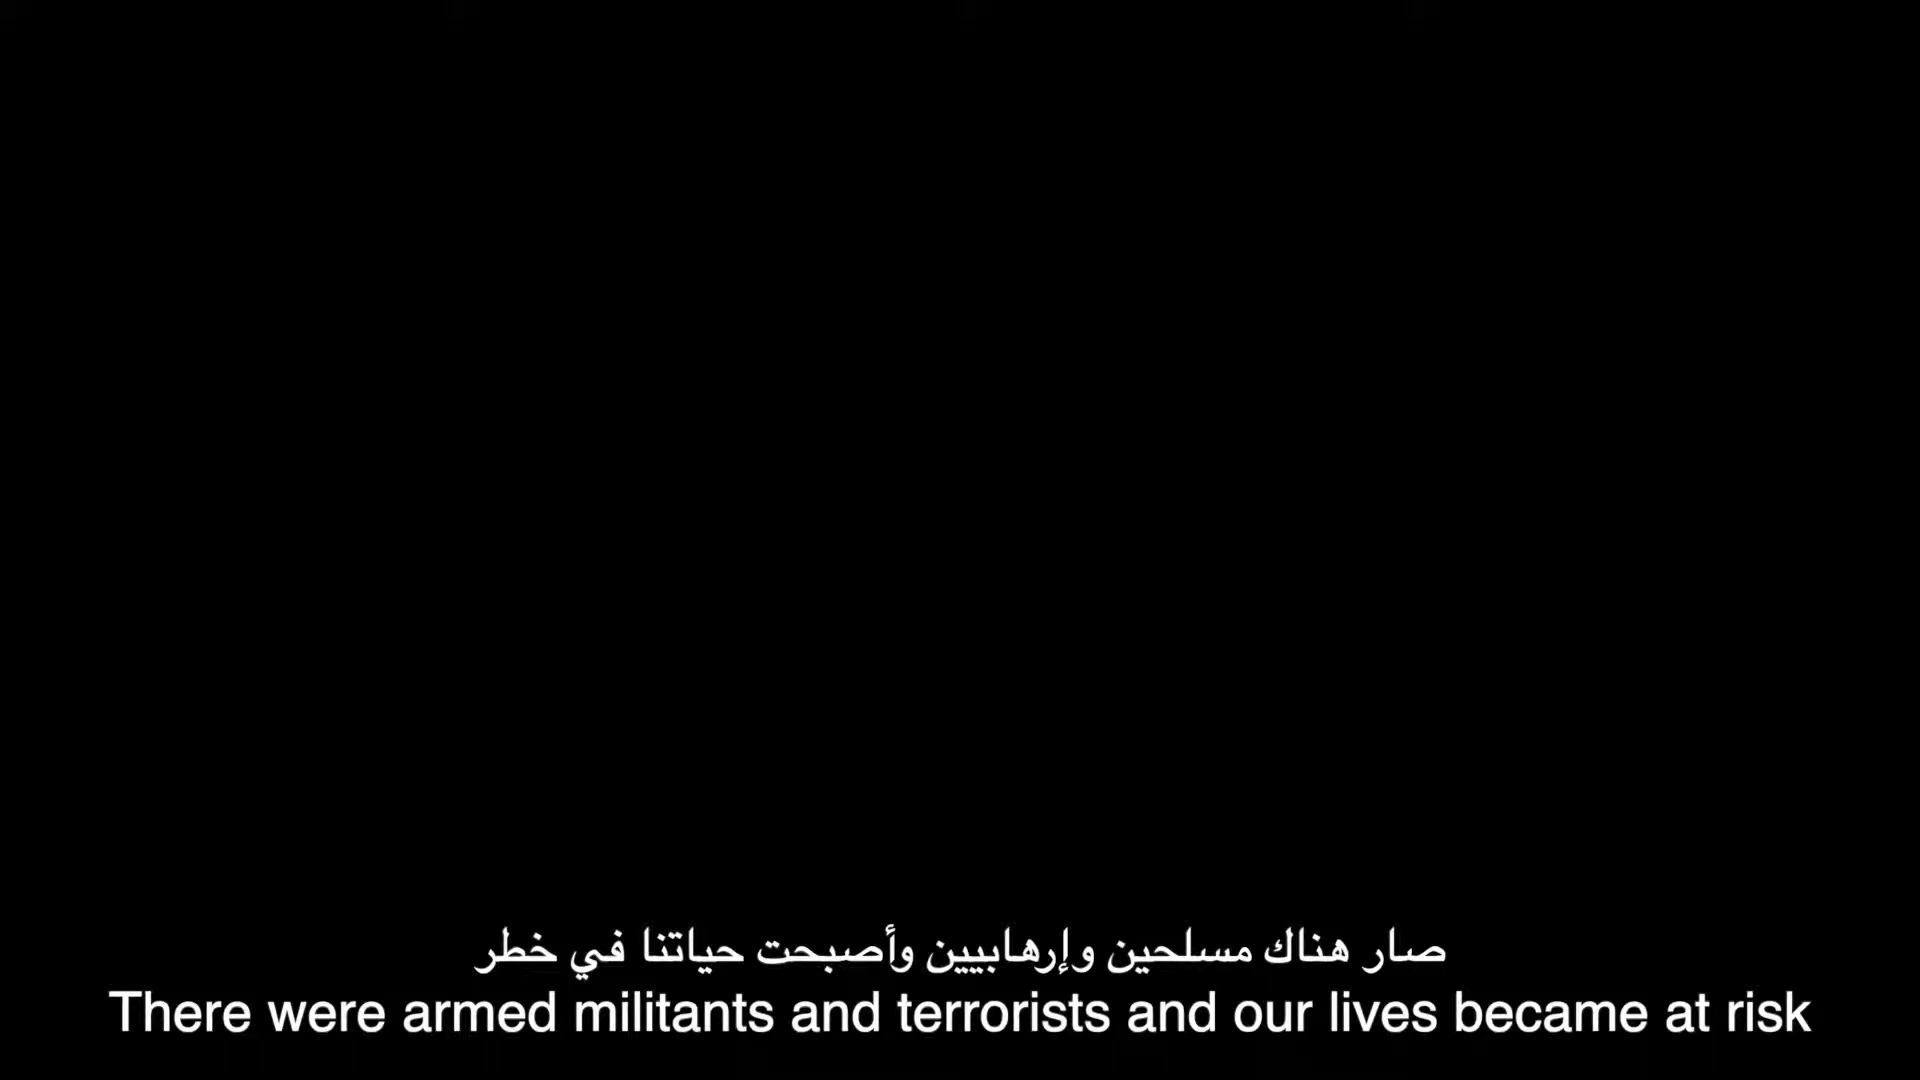 صار هناك مسلحين وإرهابيين وأصبحت حياتنا في خطر
There were armed militants and terrorists and our lives became at risk